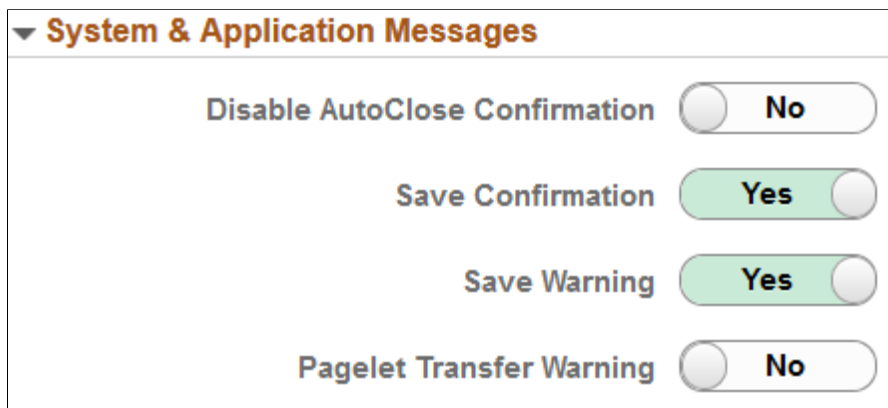 System & Application Messages
Disable AutoClose Confirmation No
Save Confirmation Yes
Save Warning Yes
Pagelet Transfer Warning No